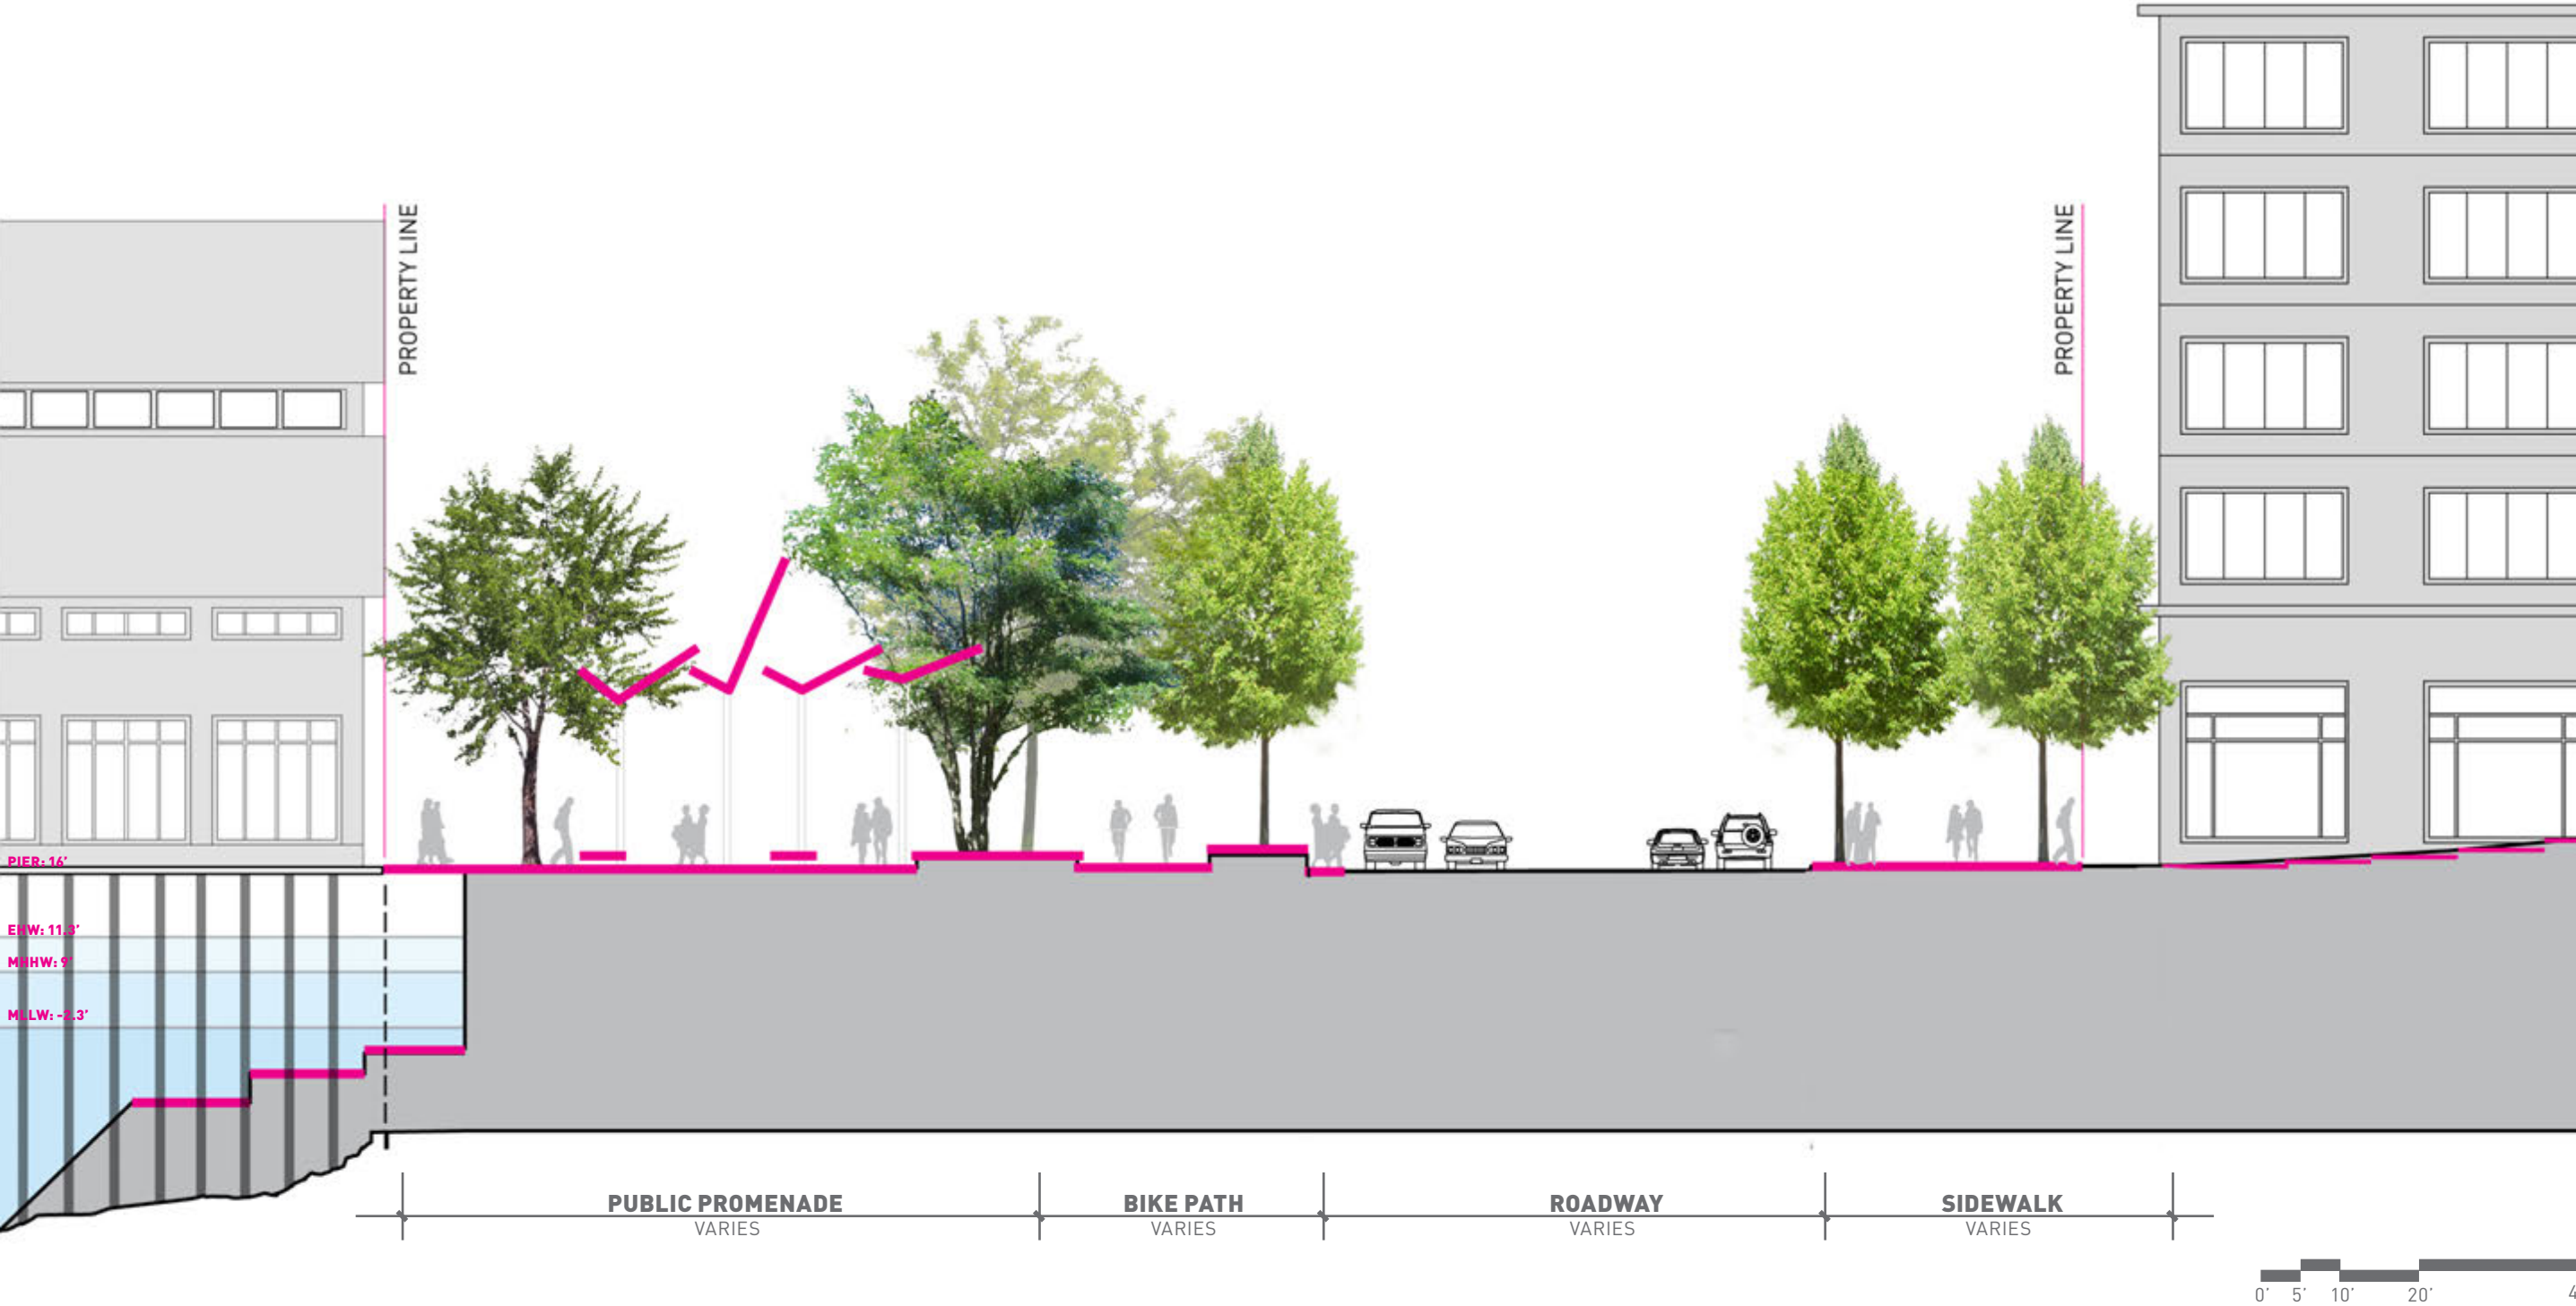 PROPERTY LINE
PROPERTY LINE
PIER: 16'
EHW: 11.3'
MHHW: 9'
MLLW: -2.3'
PUBLIC PROMENADE
VARIES
BIKE PATH
VARIES
ROADWAY
VARIES
SIDEWALK
VARIES
0' 5' 10' 20'